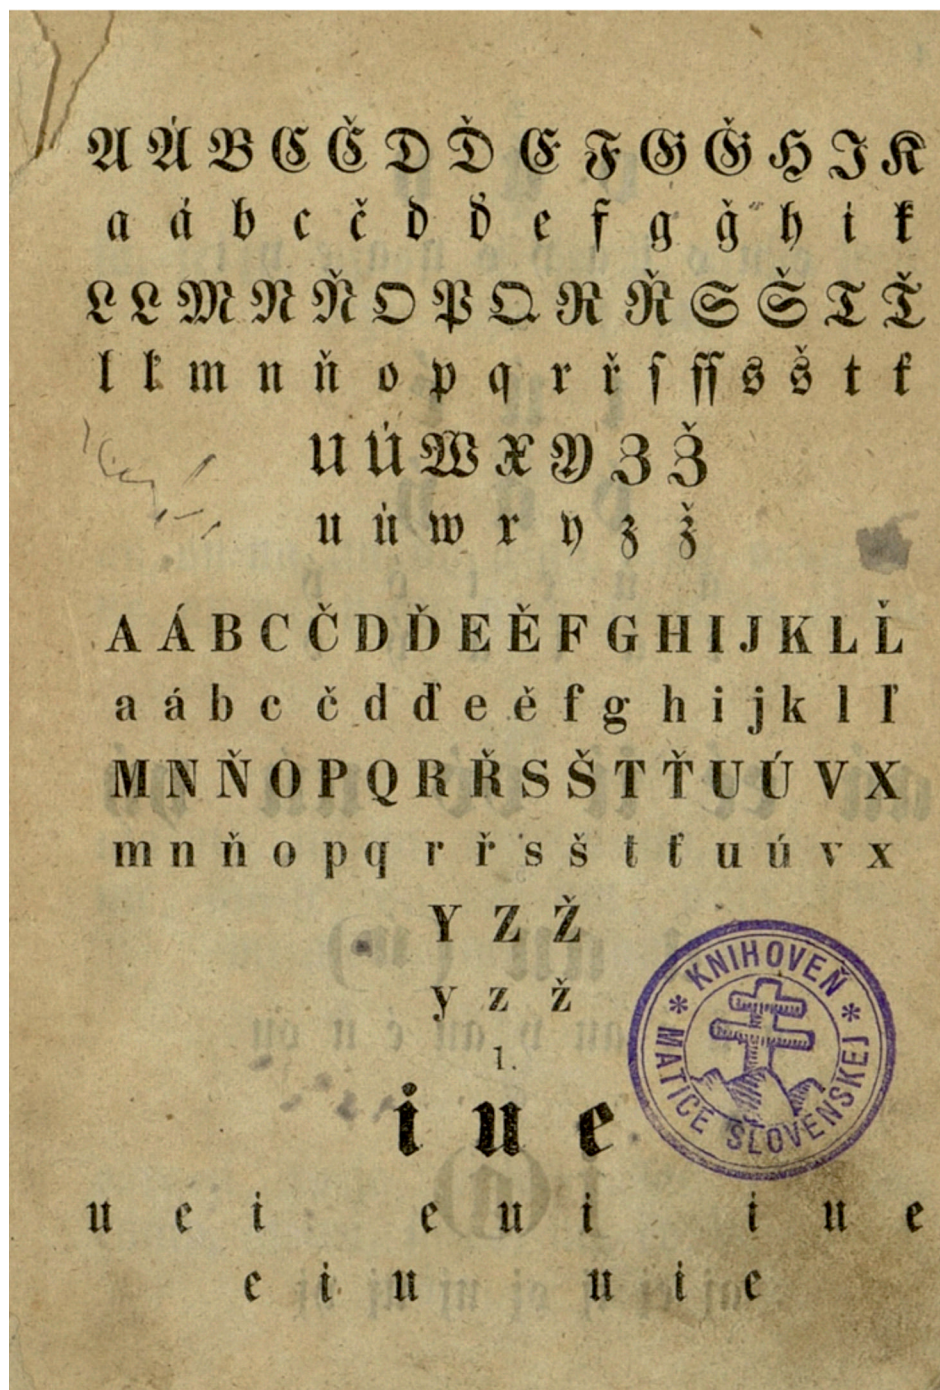 A Á B C Č D Ď E F G Ǧ H I K
a á b c č d ď e f g ǧ h i k
L L M N Ň O P Q R Ř S Š T Ť
l ł m n ň o p q r ř ſ ſſ s š t ť
U Ú W X Y Z Ž
u ú w x y z ž
A Á B C Č D Ď E Ě F G H I J K L Ľ
a á b c č d ď e ě f g h i j k l ľ
M N Ň O P Q R Ř S Š T Ť U Ú V X
m n ň o p q r ř s š t ť u ú v x
Y Z Ž
y z ž
1.
i u e
u e i e u i i u e
e i u u i e
KNIHOVEŇ
MATICE SLOVENSKEJ